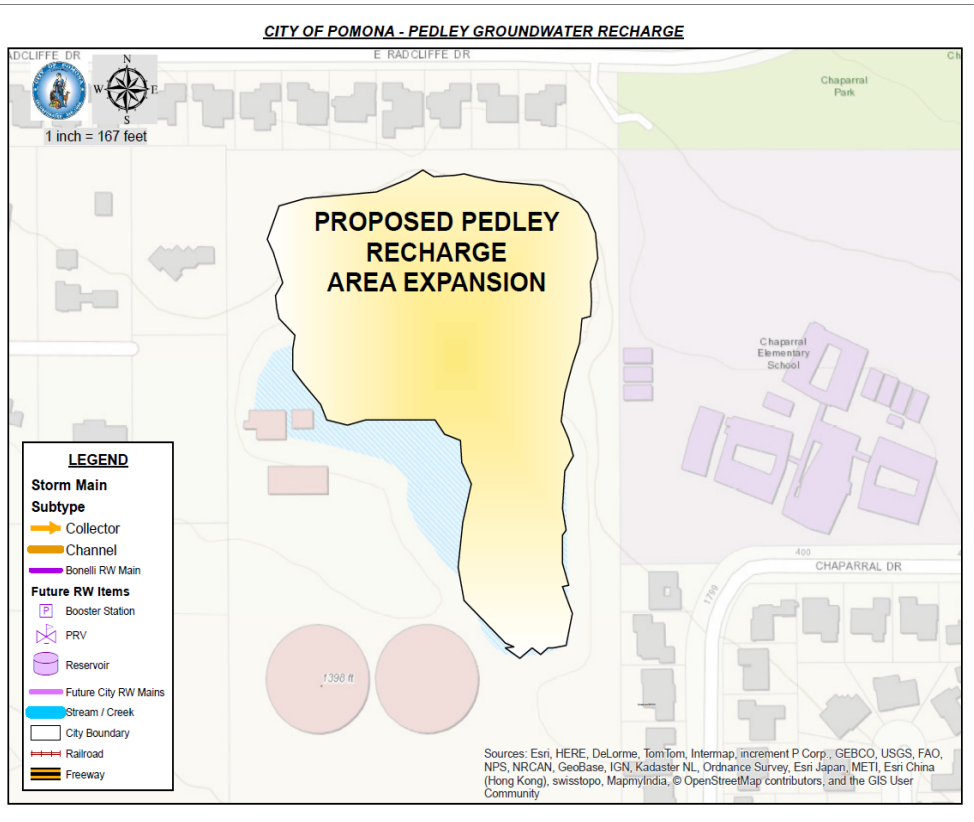 CITY OF POMONA - PEDLEY GROUNDWATER RECHARGE
ADCLIFFE DR
E RADCLIFFE DR
Ch
Chaparral
Park
N
W
E
S
1 inch = 167 feet
PROPOSED PEDLEY
RECHARGE
AREA EXPANSION
Chaparral
Elementary
School
LEGEND
Storm Main
Subtype
Collector
Channel
Bonelli RW Main
Future RW Items
P
Booster Station
PRV
Reservoir
Future City RW Mains
Stream / Creek
City Boundary
Railroad
Freeway
400
4
CHAPARRAL DR
1799
1398 ft
Sources: Esri, HERE, DeLorme, TomTom, Intermap, increment P Corp., GEBCO, USGS, FAO,
NPS, NRCAN, GeoBase, IGN, Kadaster NL, Ordnance Survey, Esri Japan, METI, Esri China
(Hong Kong), swisstopo, MapmyIndia, © OpenStreetMap contributors, and the GIS User
Community